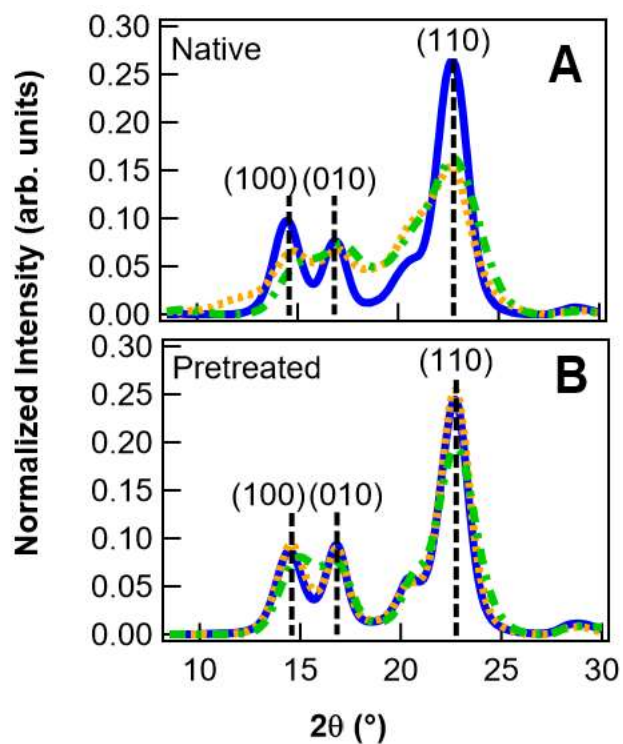 Normalized Intensity (arb. units)
0.30
0.25
0.20
0.15
0.10
0.05
0.00
Native
A
(110)
(100) (010)
0.30
0.25
0.20
0.15
0.10
0.05
0.00
Pretreated
B
(110)
(100) (010)
10 15 20 25 30
2θ (°)